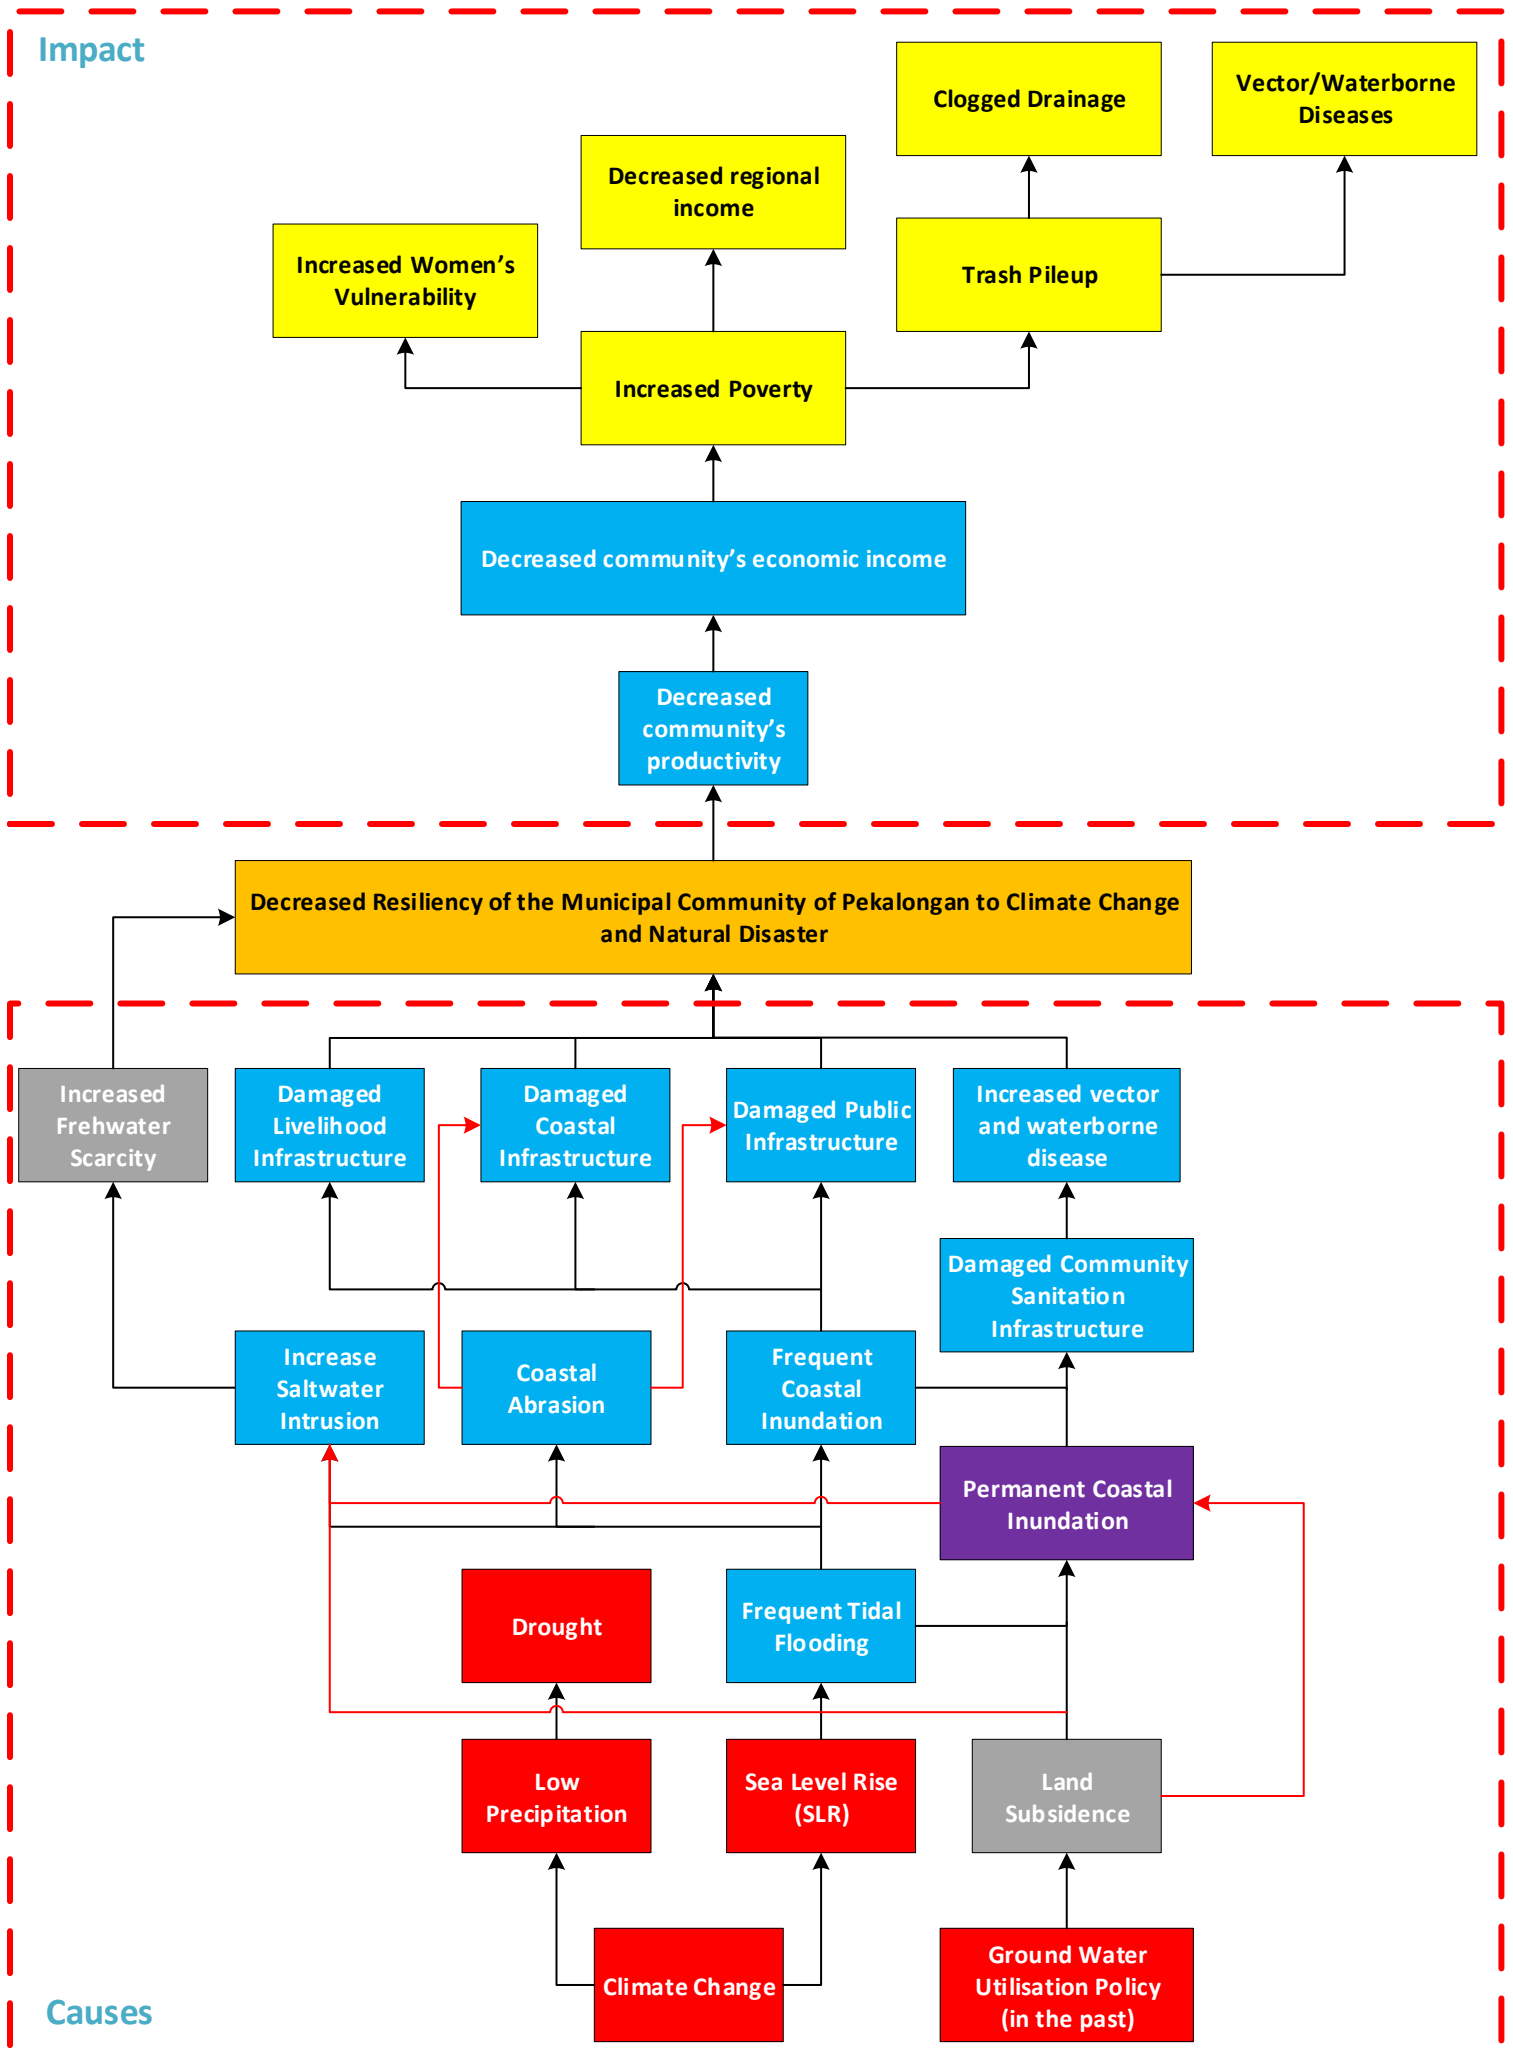 Impact
Clogged Drainage
Vector/Waterborne
Diseases
Decreased regional
income
Increased Women's
Vulnerability
Trash Pileup
Increased Poverty
Decreased community's economic income
Decreased
community's
productivity
Decreased Resiliency of the Municipal Community of Pekalongan to Climate Change
and Natural Disaster
Increased
Frehwater
Scarcity
Damaged
Livelihood
Infrastructure
Damaged
Coastal
Infrastructure
Damaged Public
Infrastructure
Increased vector
and waterborne
disease
Damaged Community
Sanitation
Infrastructure
Increase
Saltwater
Intrusion
Coastal
Abrasion
Frequent
Coastal
Inundation
Permanent Coastal
Inundation
Drought
Frequent Tidal
Flooding
Low
Precipitation
Sea Level Rise
(SLR)
Land
Subsidence
Climate Change
Ground Water
Utilisation Policy
(in the past)
Causes